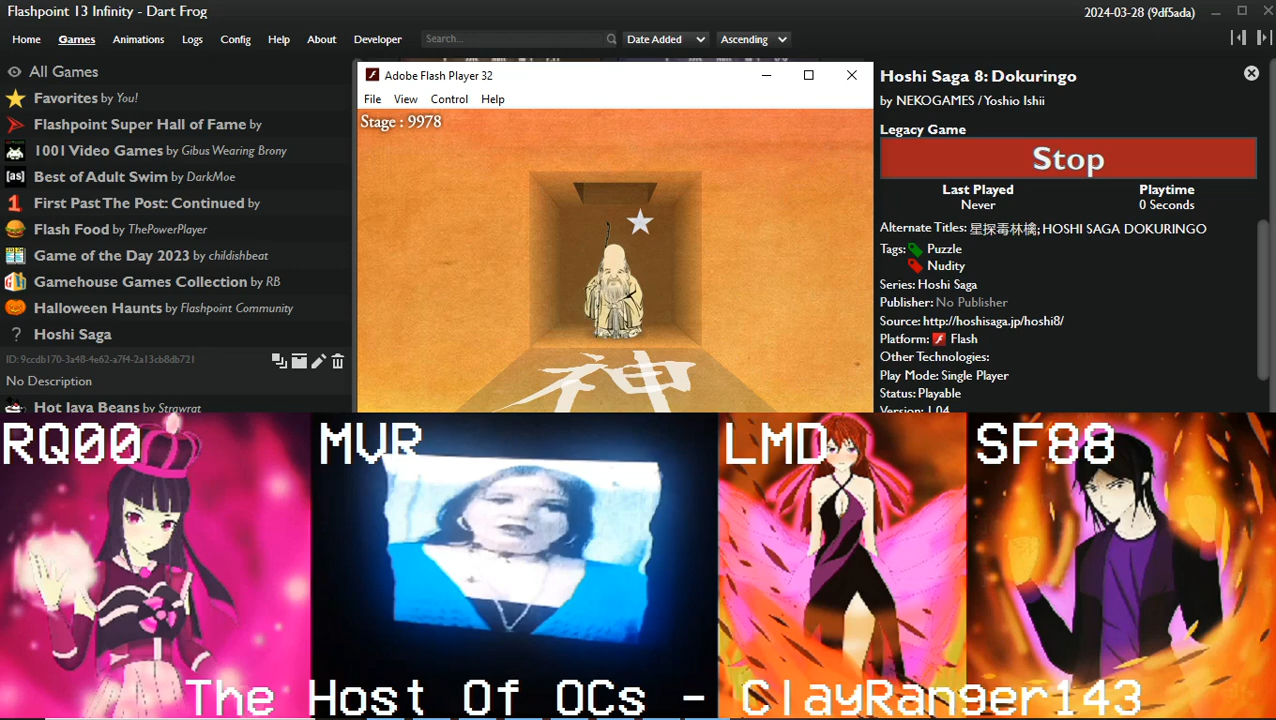 Flashpoint 13 Infinity - Dart Frog
2024-03-28 (9df5ada)
Home Games Animations Logs Config Help About Developer Search... Date Added Ascending
All Games
Favorites by You!
Flashpoint Super Hall of Fame by
1001 Video Games by Gibus Wearing Brony
Best of Adult Swim by DarkMoe
First Past The Post: Continued by
Flash Food by ThePowerPlayer
Game of the Day 2023 by childishbeat
Gamehouse Games Collection by RB
Halloween Haunts by Flashpoint Community
? Hoshi Saga
ID: 9ccdb170-3a48-4e62-a7f4-2a13cb8db721
No Description
Hot Java Beans by Strawrat
[as]
Adobe Flash Player 32
File View Control Help
Stage : 9978
神
Hoshi Saga 8: Dokuringo
by NEKOGAMES / Yoshio Ishii
Legacy Game
Stop
Last Played Playtime
Never 0 Seconds
Alternate Titles: 星探毒林檎; HOSHI SAGA DOKURINGO
Tags: Puzzle
Nudity
Series: Hoshi Saga
Publisher: No Publisher
Source: http://hoshisaga.jp/hoshi8/
Platform: Flash
Other Technologies:
Play Mode: Single Player
Status: Playable
Version: 1.04
RQ00 MVR LMD SF88
The Host Of OCs - ClayRanger143